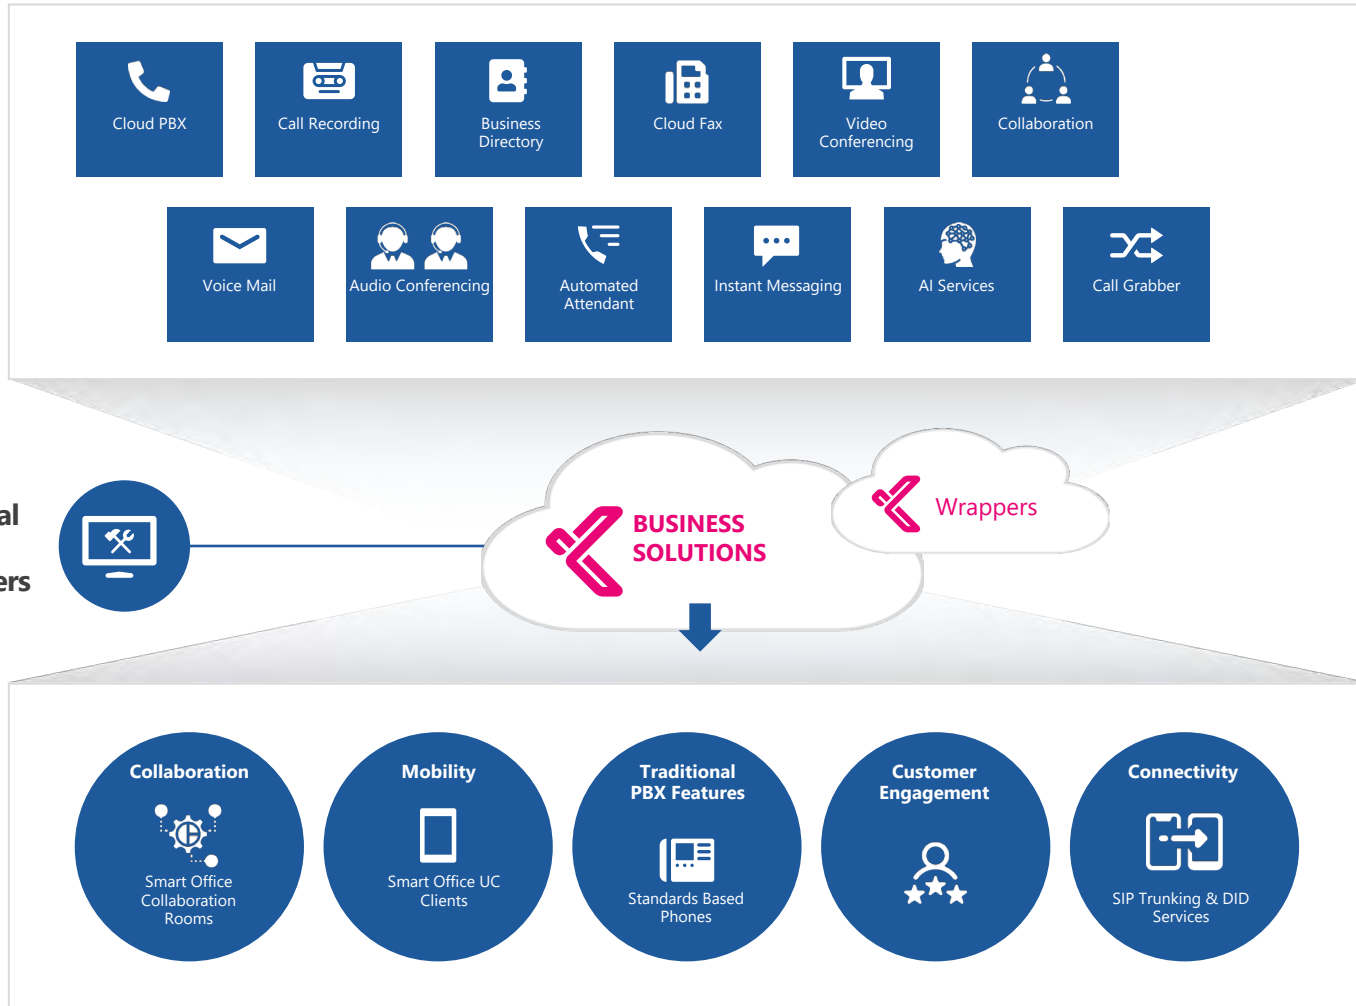 Cloud PBX
Call Recording
Business
Directory
Cloud Fax
Video
Conferencing
Collaboration
Voice Mail
Audio Conferencing
Automated
Attendant
Instant Messaging
AI Services
Call Grabber
al
ers
BUSINESS
SOLUTIONS
Wrappers
Collaboration
Smart Office
Collaboration
Rooms
Mobility
Smart Office UC
Clients
Traditional
PBX Features
Standards Based
Phones
Customer
Engagement
Connectivity
SIP Trunking & DID
Services